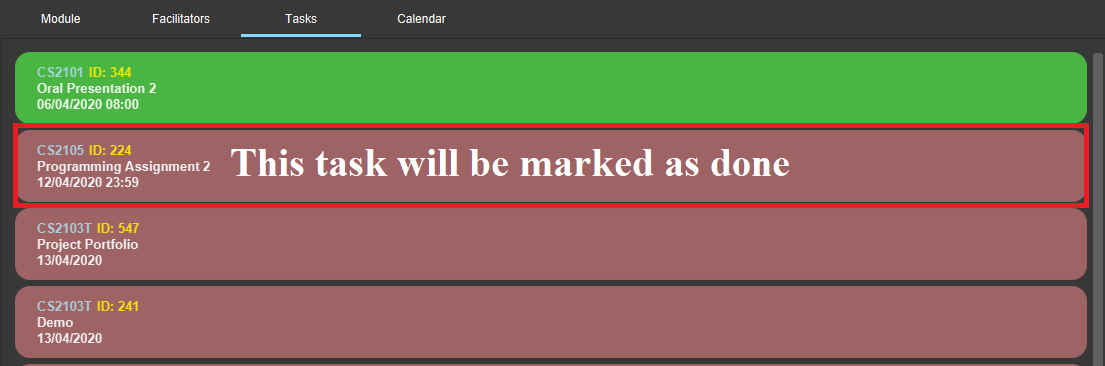 Module Facilitators Tasks Calendar
CS2101 ID: 344
Oral Presentation 2
06/04/2020 08:00
CS2105 ID: 224
Programming Assignment 2
12/04/2020 23:59
This task will be marked as done
CS2103T ID: 547
Project Portfolio
13/04/2020
CS2103T ID: 241
Demo
13/04/2020